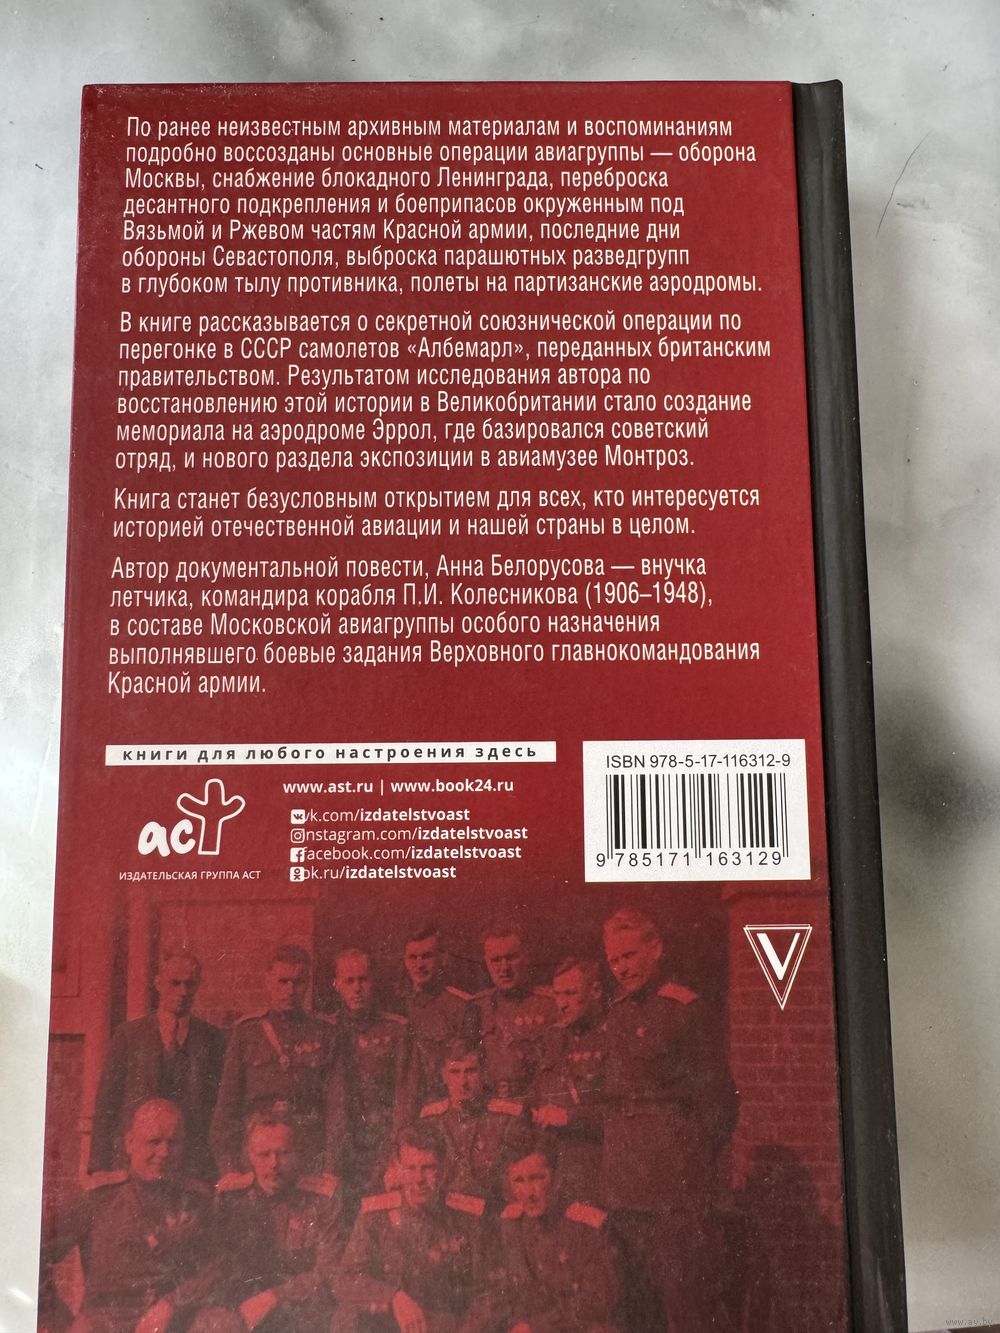 По ранее неизвестным архивным материалам и воспоминаниям
подробно воссозданы основные операции авиагруппы — оборона
Москвы, снабжение блокадного Ленинграда, переброска
десантного подкрепления и боеприпасов окруженным под
Вязьмой и Ржевом частям Красной армии, последние дни
обороны Севастополя, выброска парашютных разведгрупп
в глубоком тылу противника, полеты на партизанские аэродромы.
В книге рассказывается о секретной союзнической операции по
перегонке в СССР самолетов «Албемарл», переданных британским
правительством. Результатом исследования автора по
восстановлению этой истории в Великобритании стало создание
мемориала на аэродроме Эррол, где базировался советский
отряд, и нового раздела экспозиции в авиамузее Монтроз.
Книга станет безусловным открытием для всех, кто интересуется
историей отечественной авиации и нашей страны в целом.
Автор документальной повести, Анна Белорусова — внучка
летчика, командира корабля П.И. Колесникова (1906–1948),
в составе Московской авиагруппы особого назначения
выполнявшего боевые задания Верховного главнокомандования
Красной армии.
книги для любого настроения здесь
аст
ИЗДАТЕЛЬСКАЯ ГРУППА АСТ
www.ast.ru | www.book24.ru
vk.com/izdatelstvoast
instagram.com/izdatelstvoast
facebook.com/izdatelstvoast
ok.ru/izdatelstvoast
ISBN 978-5-17-116312-9
9 785171 163129
V
www.ay.by